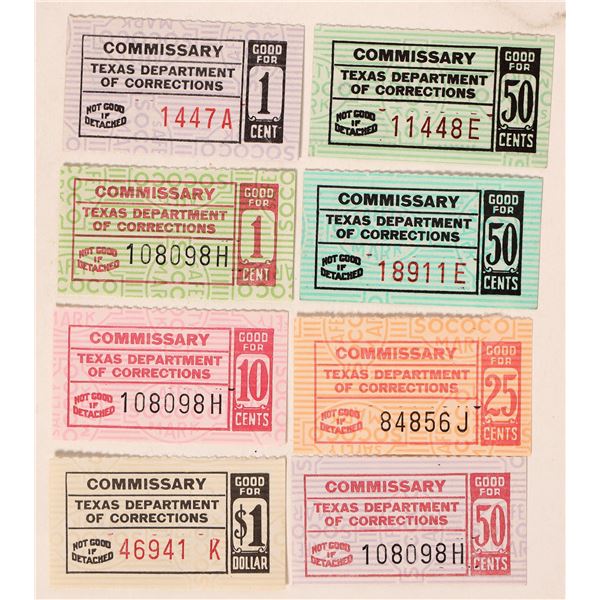 COMMISSARY
TEXAS DEPARTMENT
OF CORRECTIONS
NOT GOOD
IF
DETACHED
1447A
GOOD
FOR
1
CENT
COMMISSARY
TEXAS DEPARTMENT
OF CORRECTIONS
NOT GOOD
IF
DETACHED
11448E
GOOD
FOR
50
CENTS
COMMISSARY
TEXAS DEPARTMENT
OF CORRECTIONS
NOT GOOD
IF
DETACHED
108098H
GOOD
FOR
1
CENT
COMMISSARY
TEXAS DEPARTMENT
OF CORRECTIONS
NOT GOOD
IF
DETACHED
18911E
GOOD
FOR
50
CENTS
COMMISSARY
TEXAS DEPARTMENT
OF CORRECTIONS
NOT GOOD
IF
DETACHED
108098H
GOOD
FOR
10
CENTS
COMMISSARY
TEXAS DEPARTMENT
OF CORRECTIONS
NOT GOOD
IF
DETACHED
84856J
GOOD
FOR
25
CENTS
COMMISSARY
TEXAS DEPARTMENT
OF CORRECTIONS
NOT GOOD
IF
DETACHED
46941 K
GOOD
FOR
$1
DOLLAR
COMMISSARY
TEXAS DEPARTMENT
OF CORRECTIONS
NOT GOOD
IF
DETACHED
108098H
GOOD
FOR
50
CENTS